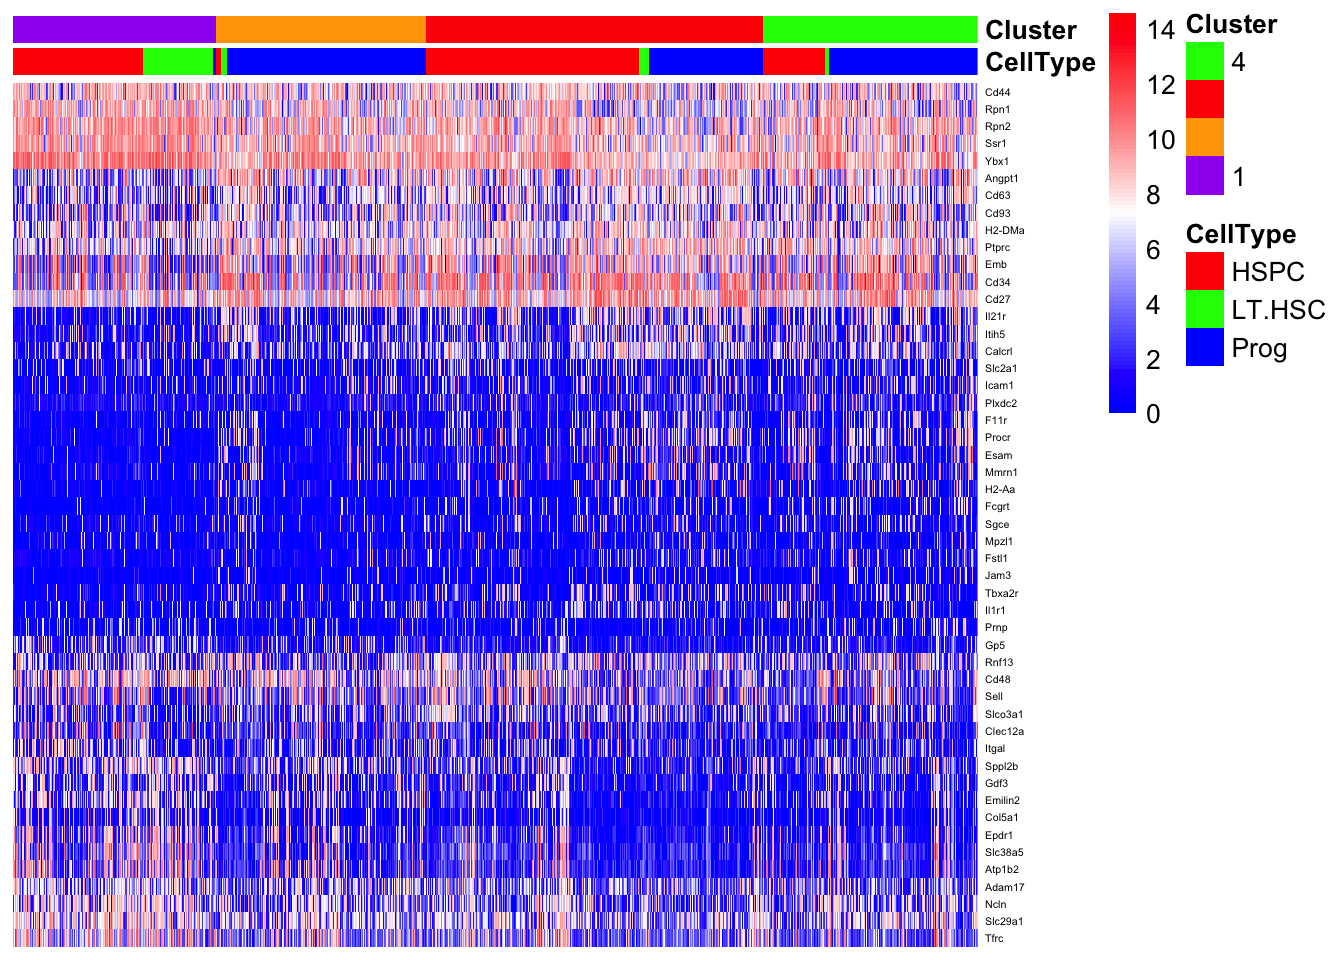 Cluster
CellType
Cd44
Rpn1
Rpn2
Ssr1
Ybx1
Angpt1
Cd63
Cd93
H2-DMa
Ptprc
Emb
Cd34
Cd27
Il21r
Itih5
Calcrl
Slc2a1
Icam1
Plxdc2
F11r
Procr
Esam
Mmrn1
H2-Aa
Fcgrt
Sgce
Mpzl1
Fstl1
Jam3
Tbxa2r
Il1r1
Prnp
Gp5
Rnf13
Cd48
Sell
Slco3a1
Clec12a
Itgal
Sppl2b
Gdf3
Emilin2
Col5a1
Epdr1
Slc38a5
Atp1b2
Adam17
Ncln
Slc29a1
Tfrc
14
12
10
8
6
4
2
0
Cluster
4
1
CellType
HSPC
LT.HSC
Prog